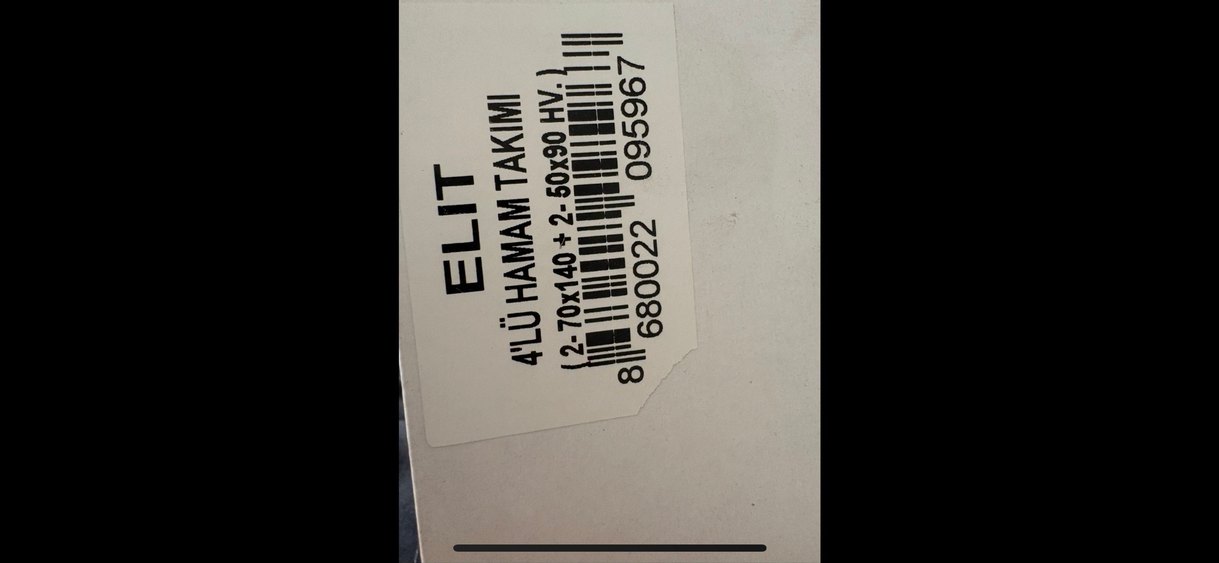 ELIT
4'LÜ HAMAM TAKIMI
( 2- 70x140 + 2- 50x90 HV. )
8 680022 095967